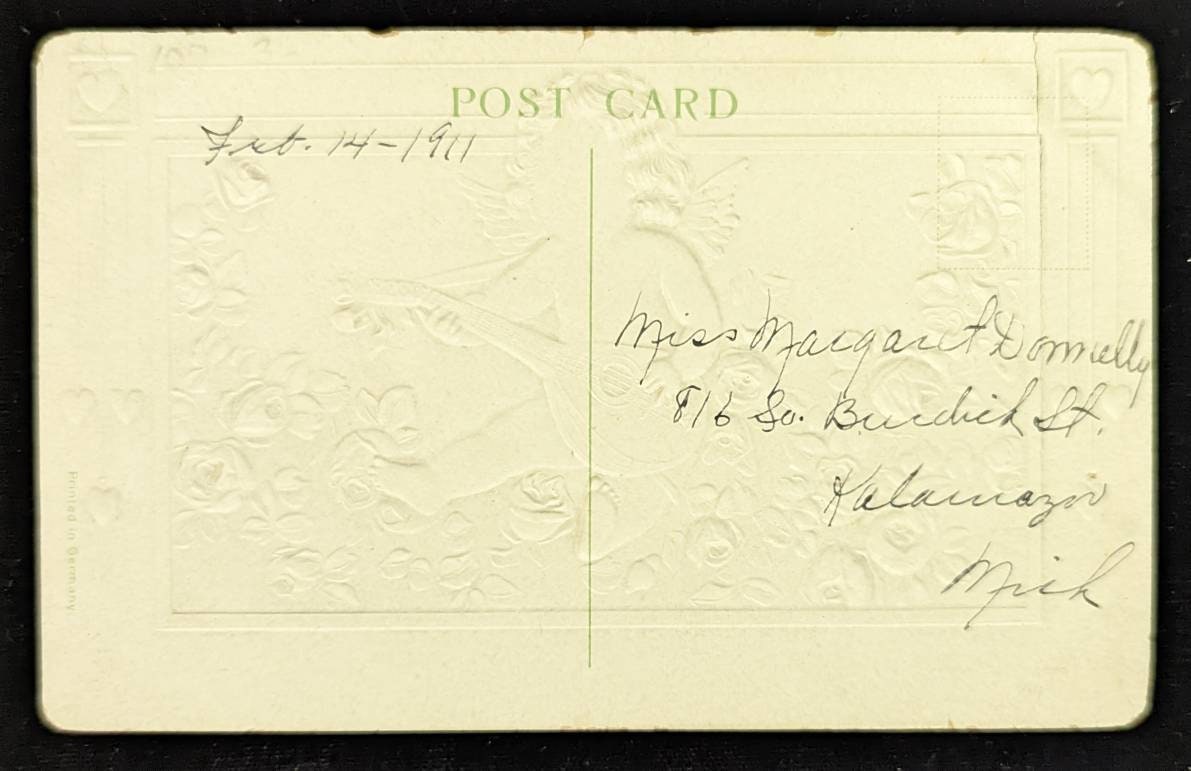 POST CARD
Feb. 14-1911
Miss Margaret Donnelly
816 So. Burdick St.
Kalamazoo
Mich
Printed in Germany.